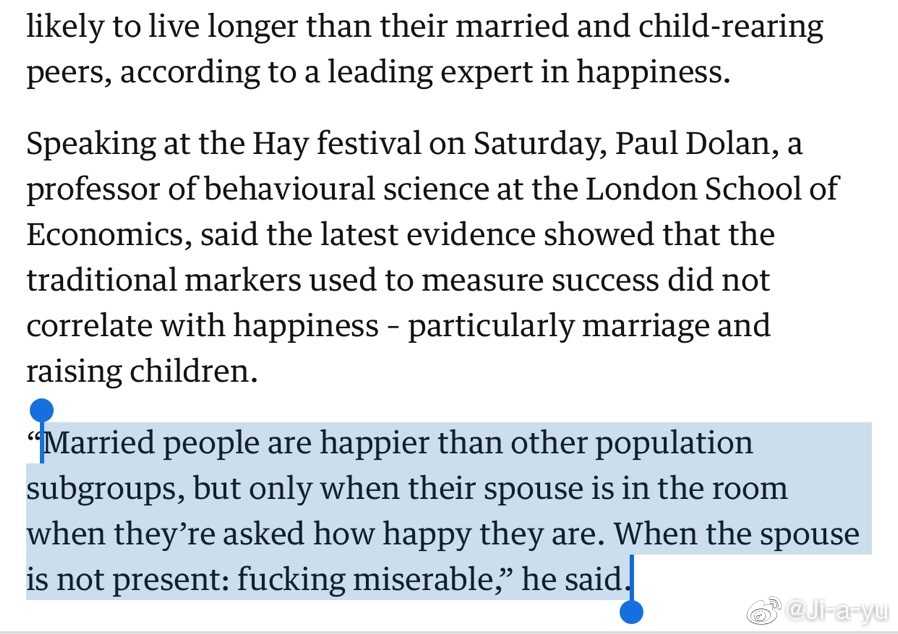 likely to live longer than their married and child-rearing
peers, according to a leading expert in happiness.
Speaking at the Hay festival on Saturday, Paul Dolan, a
professor of behavioural science at the London School of
Economics, said the latest evidence showed that the
traditional markers used to measure success did not
correlate with happiness – particularly marriage and
raising children.
“Married people are happier than other population
subgroups, but only when their spouse is in the room
when they’re asked how happy they are. When the spouse
is not present: fucking miserable,” he said.
@Ji-a-yu